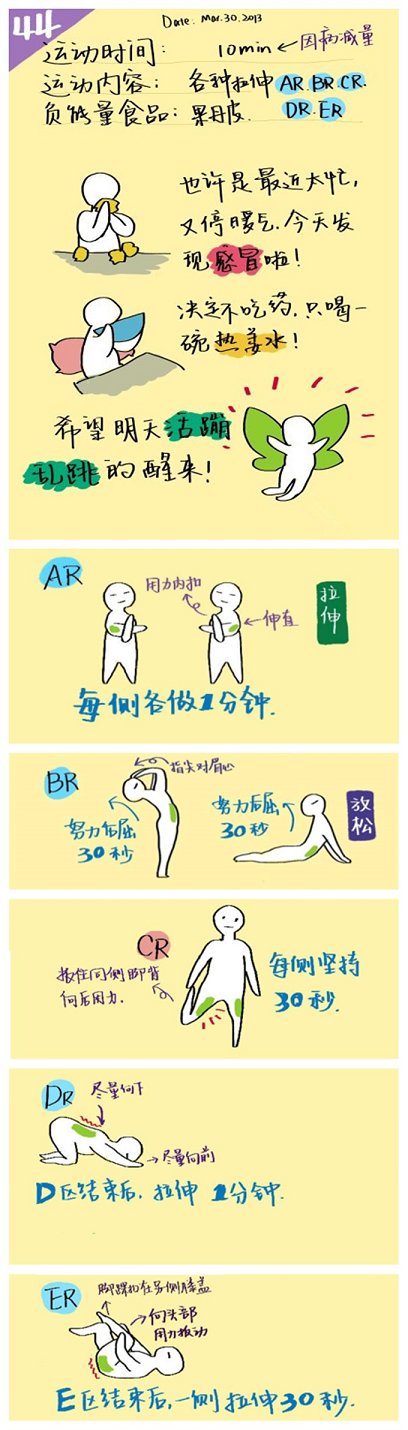 44
Date. Mar.30.2013
运动时间： 10min ←因病减量
运动内容： 各种拉伸 AR.BR.CR.
DR.ER
负能量食品：果丹皮.
也许是最近太忙，
又停暖气.今天发
现感冒啦！
决定不吃药，只喝一
碗热姜水！
希望明天活蹦
乱跳的醒来！
AR
用力内扣
伸直
拉伸
每侧各做1分钟.
BR
指尖对眉心
努力后屈
30秒
努力后屈
30秒
放松
CR
扳住同侧脚背
向后用力.
每侧坚持
30秒.
DR
尽量向下
尽量向前
D区结束后，拉伸 1分钟.
ER
脚踝扣在另侧膝盖
向头部
用力扳动
E区结束后，一侧拉伸30秒.